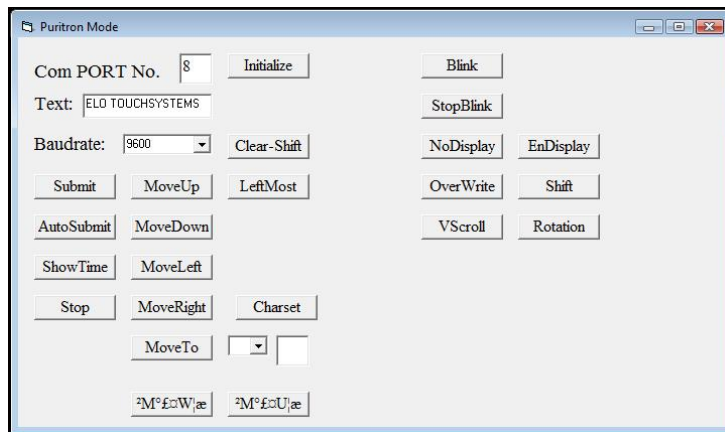 Puritron Mode
Com PORT No. 8 Initialize Blink
Text: ELO TOUCHSYSTEMS StopBlink
Baudrate: 9600 Clear-Shift NoDisplay EnDisplay
Submit MoveUp LeftMost OverWrite Shift
AutoSubmit MoveDown VScroll Rotation
ShowTime MoveLeft
Stop MoveRight Charset
MoveTo
²M°£¤W¦æ ²M°£¤U¦æ